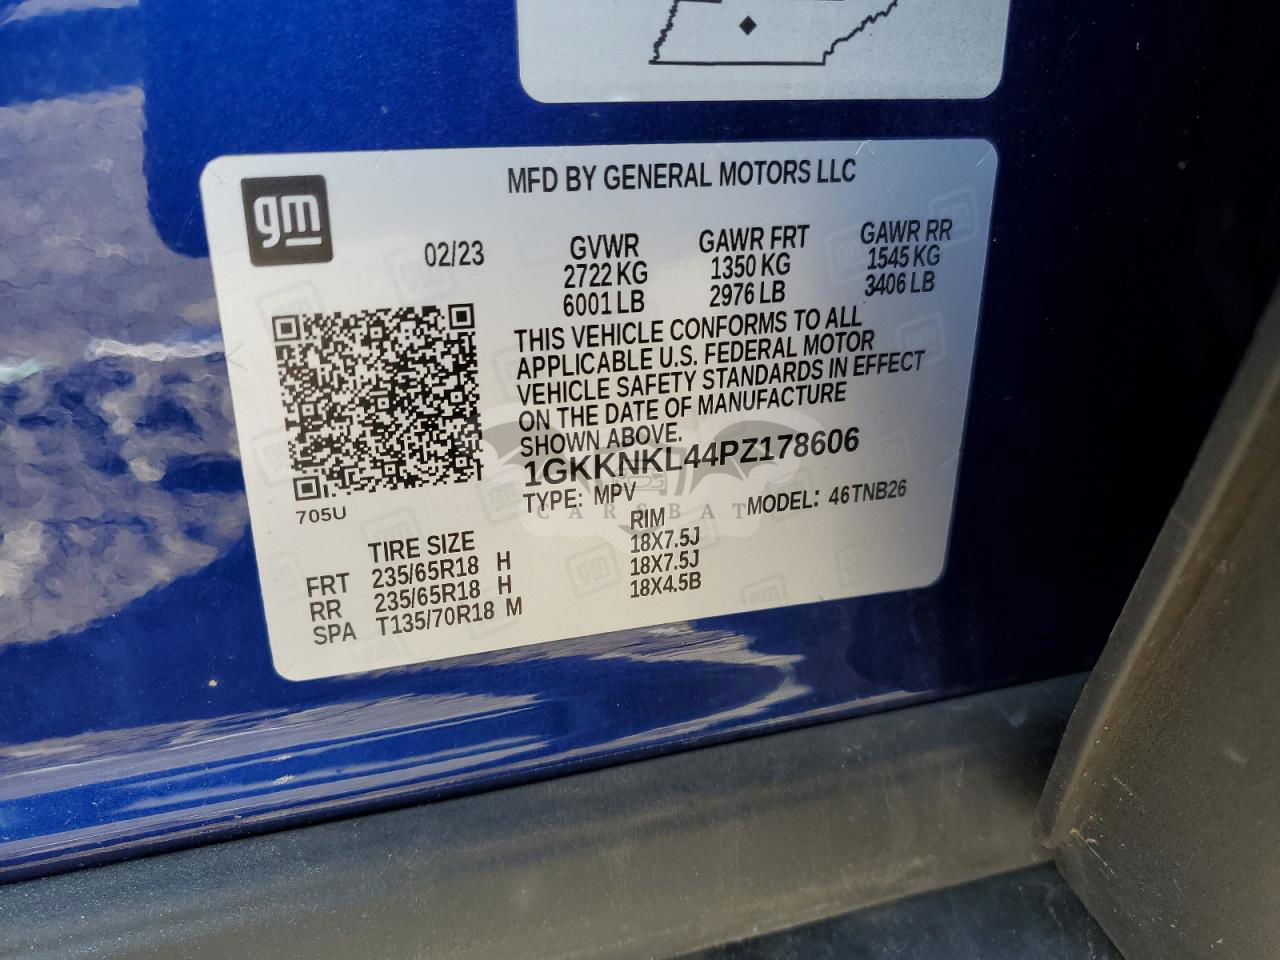 MFD BY GENERAL MOTORS LLC
gm
02/23
GVWR GAWR FRT GAWR RR
2722 KG 1350 KG 1545 KG
6001 LB 2976 LB 3406 LB
THIS VEHICLE CONFORMS TO ALL
APPLICABLE U.S. FEDERAL MOTOR
VEHICLE SAFETY STANDARDS IN EFFECT
ON THE DATE OF MANUFACTURE
SHOWN ABOVE.
1GKKNKL44PZ178606
TYPE: MPV MODEL: 46TNB26
CARSBAT
705U
TIRE SIZE RIM
FRT 235/65R18 H 18X7.5J
RR 235/65R18 H 18X7.5J
SPA T135/70R18 M 18X4.5B